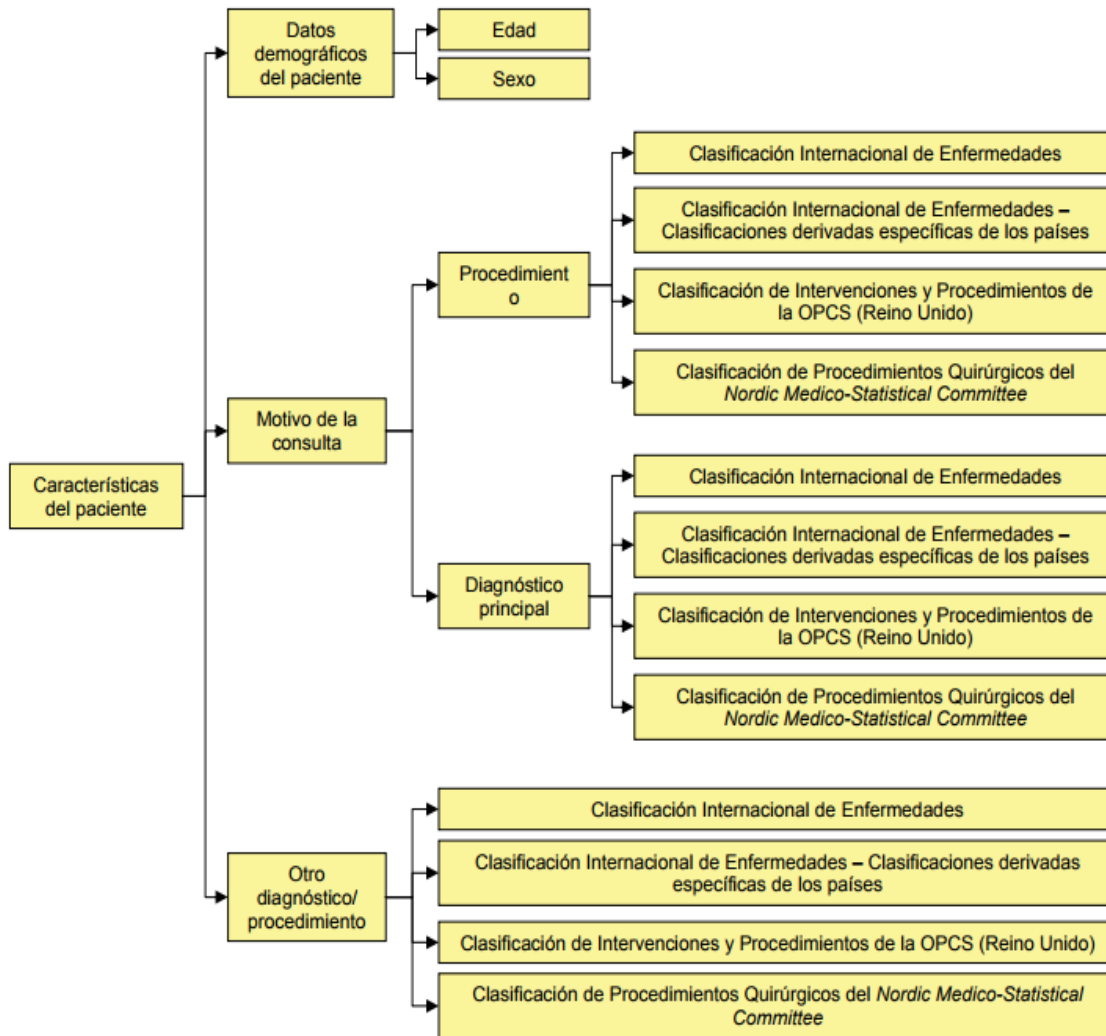 Datos
demográficos
del paciente
Edad
Sexo
Clasificación Internacional de Enfermedades
Clasificación Internacional de Enfermedades –
Clasificaciones derivadas específicas de los países
Procedimient
o
Clasificación de Intervenciones y Procedimientos de
la OPCS (Reino Unido)
Clasificación de Procedimientos Quirúrgicos del
Nordic Medico-Statistical Committee
Motivo de la
consulta
Características
del paciente
Clasificación Internacional de Enfermedades
Clasificación Internacional de Enfermedades –
Clasificaciones derivadas específicas de los países
Diagnóstico
principal
Clasificación de Intervenciones y Procedimientos de
la OPCS (Reino Unido)
Clasificación de Procedimientos Quirúrgicos del
Nordic Medico-Statistical Committee
Otro
diagnóstico/
procedimiento
Clasificación Internacional de Enfermedades
Clasificación Internacional de Enfermedades – Clasificaciones derivadas
específicas de los países
Clasificación de Intervenciones y Procedimientos de la OPCS (Reino Unido)
Clasificación de Procedimientos Quirúrgicos del Nordic Medico-Statistical
Committee